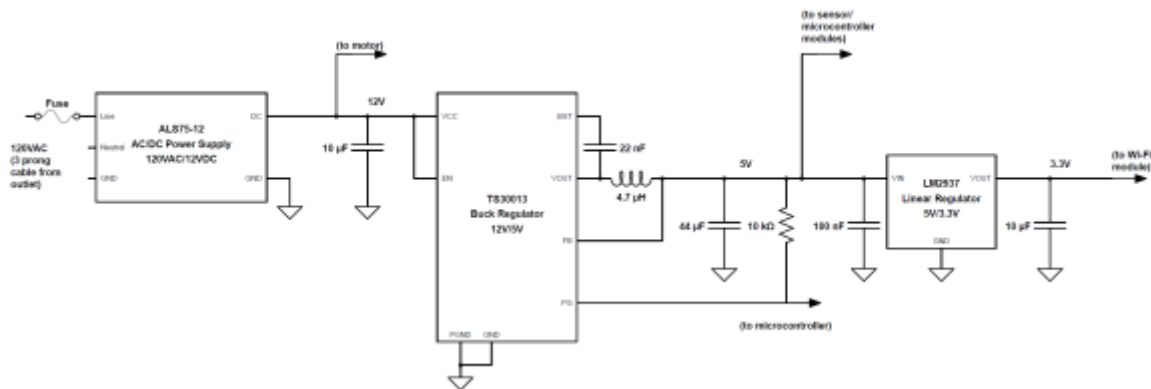 (to sensor/
microcontroller
modules)
(to motor)
Fuse
Line
DC
12V
VCC
BST
ALS75-12
AC/DC Power Supply
120VAC/12VDC
120VAC
(3 prong
cable from
outlet)
Neutral
GND
GND
10 µF
EN
22 nF
VOUT
4.7 µH
5V
TS30013
Buck Regulator
12V/5V
FB
44 µF
10 kΩ
100 nF
VIN
VOUT
LM2937
Linear Regulator
5V/3.3V
GND
3.3V
(to Wi-Fi
module)
10 µF
PG
(to microcontroller)
PGND
GND